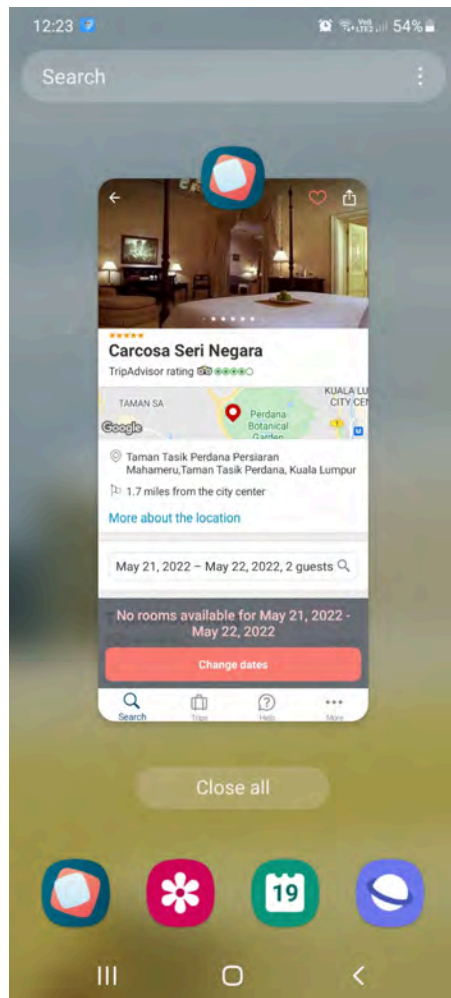 12:23
54%
Search
Carcosa Seri Negara
TripAdvisor rating
TAMAN SA
KUALA LU
CITY CEN
Perdana
Botanical
Garden
Google
Taman Tasik Perdana Persiaran
Mahameru,Taman Tasik Perdana, Kuala Lumpur
1.7 miles from the city center
More about the location
May 21, 2022 – May 22, 2022, 2 guests
No rooms available for May 21, 2022 -
May 22, 2022
Change dates
Search Trips Help More
Close all
19